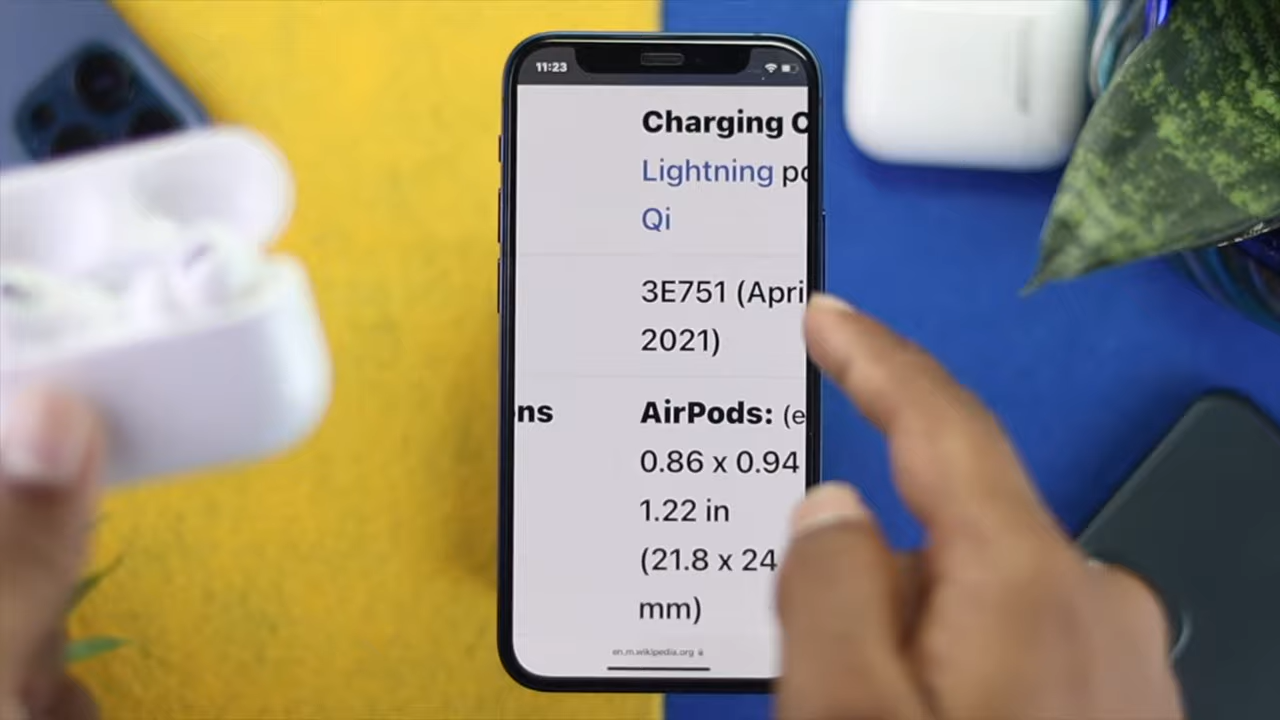 11:23
Charging C
Lightning po
Qi
3E751 (Apri
2021)
ns AirPods: (e
0.86 x 0.94
1.22 in
(21.8 x 24
mm)
en.m.wikipedia.org